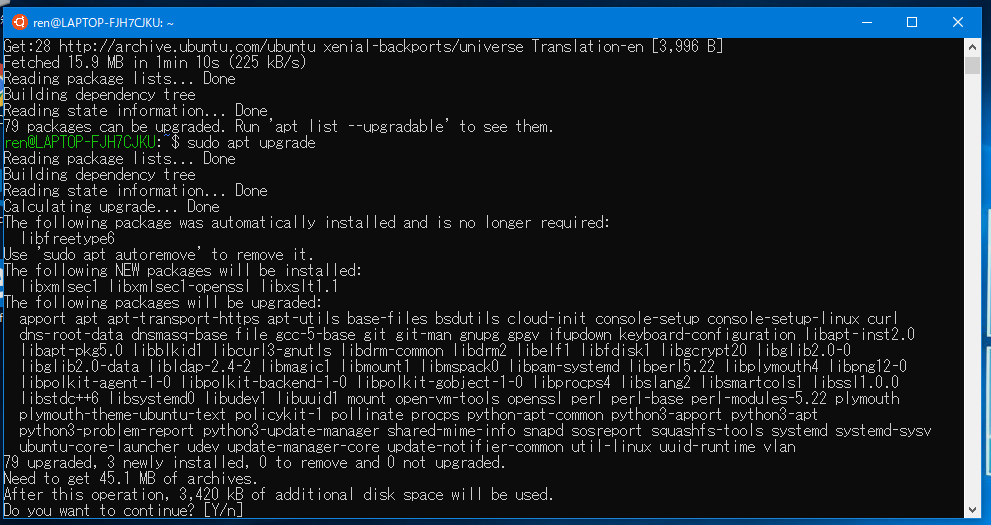 ren@LAPTOP-FJH7CJKU: ~
Get:28 http://archive.ubuntu.com/ubuntu xenial-backports/universe Translation-en [3,996 B]
Fetched 15.9 MB in 1min 10s (225 kB/s)
Reading package lists... Done
Building dependency tree
Reading state information... Done
79 packages can be upgraded. Run 'apt list --upgradable' to see them.
ren@LAPTOP-FJH7CJKU:~$ sudo apt upgrade
Reading package lists... Done
Building dependency tree
Reading state information... Done
Calculating upgrade... Done
The following package was automatically installed and is no longer required:
  libfreetype6
Use 'sudo apt autoremove' to remove it.
The following NEW packages will be installed:
  libxmlsec1 libxmlsec1-openssl libxslt1.1
The following packages will be upgraded:
  apport apt apt-transport-https apt-utils base-files bsdutils cloud-init console-setup console-setup-linux curl
  dns-root-data dnsmasq-base file gcc-5-base git git-man gnupg gpgv ifupdown keyboard-configuration libapt-inst2.0
  libapt-pkg5.0 libblkid1 libcurl3-gnutls libdrm-common libdrm2 libelf1 libfdisk1 libgcrypt20 libglib2.0-0
  libglib2.0-data libldap-2.4-2 libmagic1 libmount1 libmspack0 libpam-systemd libperl5.22 libplymouth4 libpng12-0
  libpolkit-agent-1-0 libpolkit-backend-1-0 libpolkit-gobject-1-0 libprocps4 libslang2 libsmartcols1 libssl1.0.0
  libstdc++6 libsystemd0 libudev1 libuuid1 mount open-vm-tools openssl perl perl-base perl-modules-5.22 plymouth
  plymouth-theme-ubuntu-text policykit-1 pollinate procps python-apt-common python3-apport python3-apt
  python3-problem-report python3-update-manager shared-mime-info snapd sosreport squashfs-tools systemd systemd-sysv
  ubuntu-core-launcher udev update-manager-core update-notifier-common util-linux uuid-runtime vlan
79 upgraded, 3 newly installed, 0 to remove and 0 not upgraded.
Need to get 45.1 MB of archives.
After this operation, 3,420 kB of additional disk space will be used.
Do you want to continue? [Y/n]